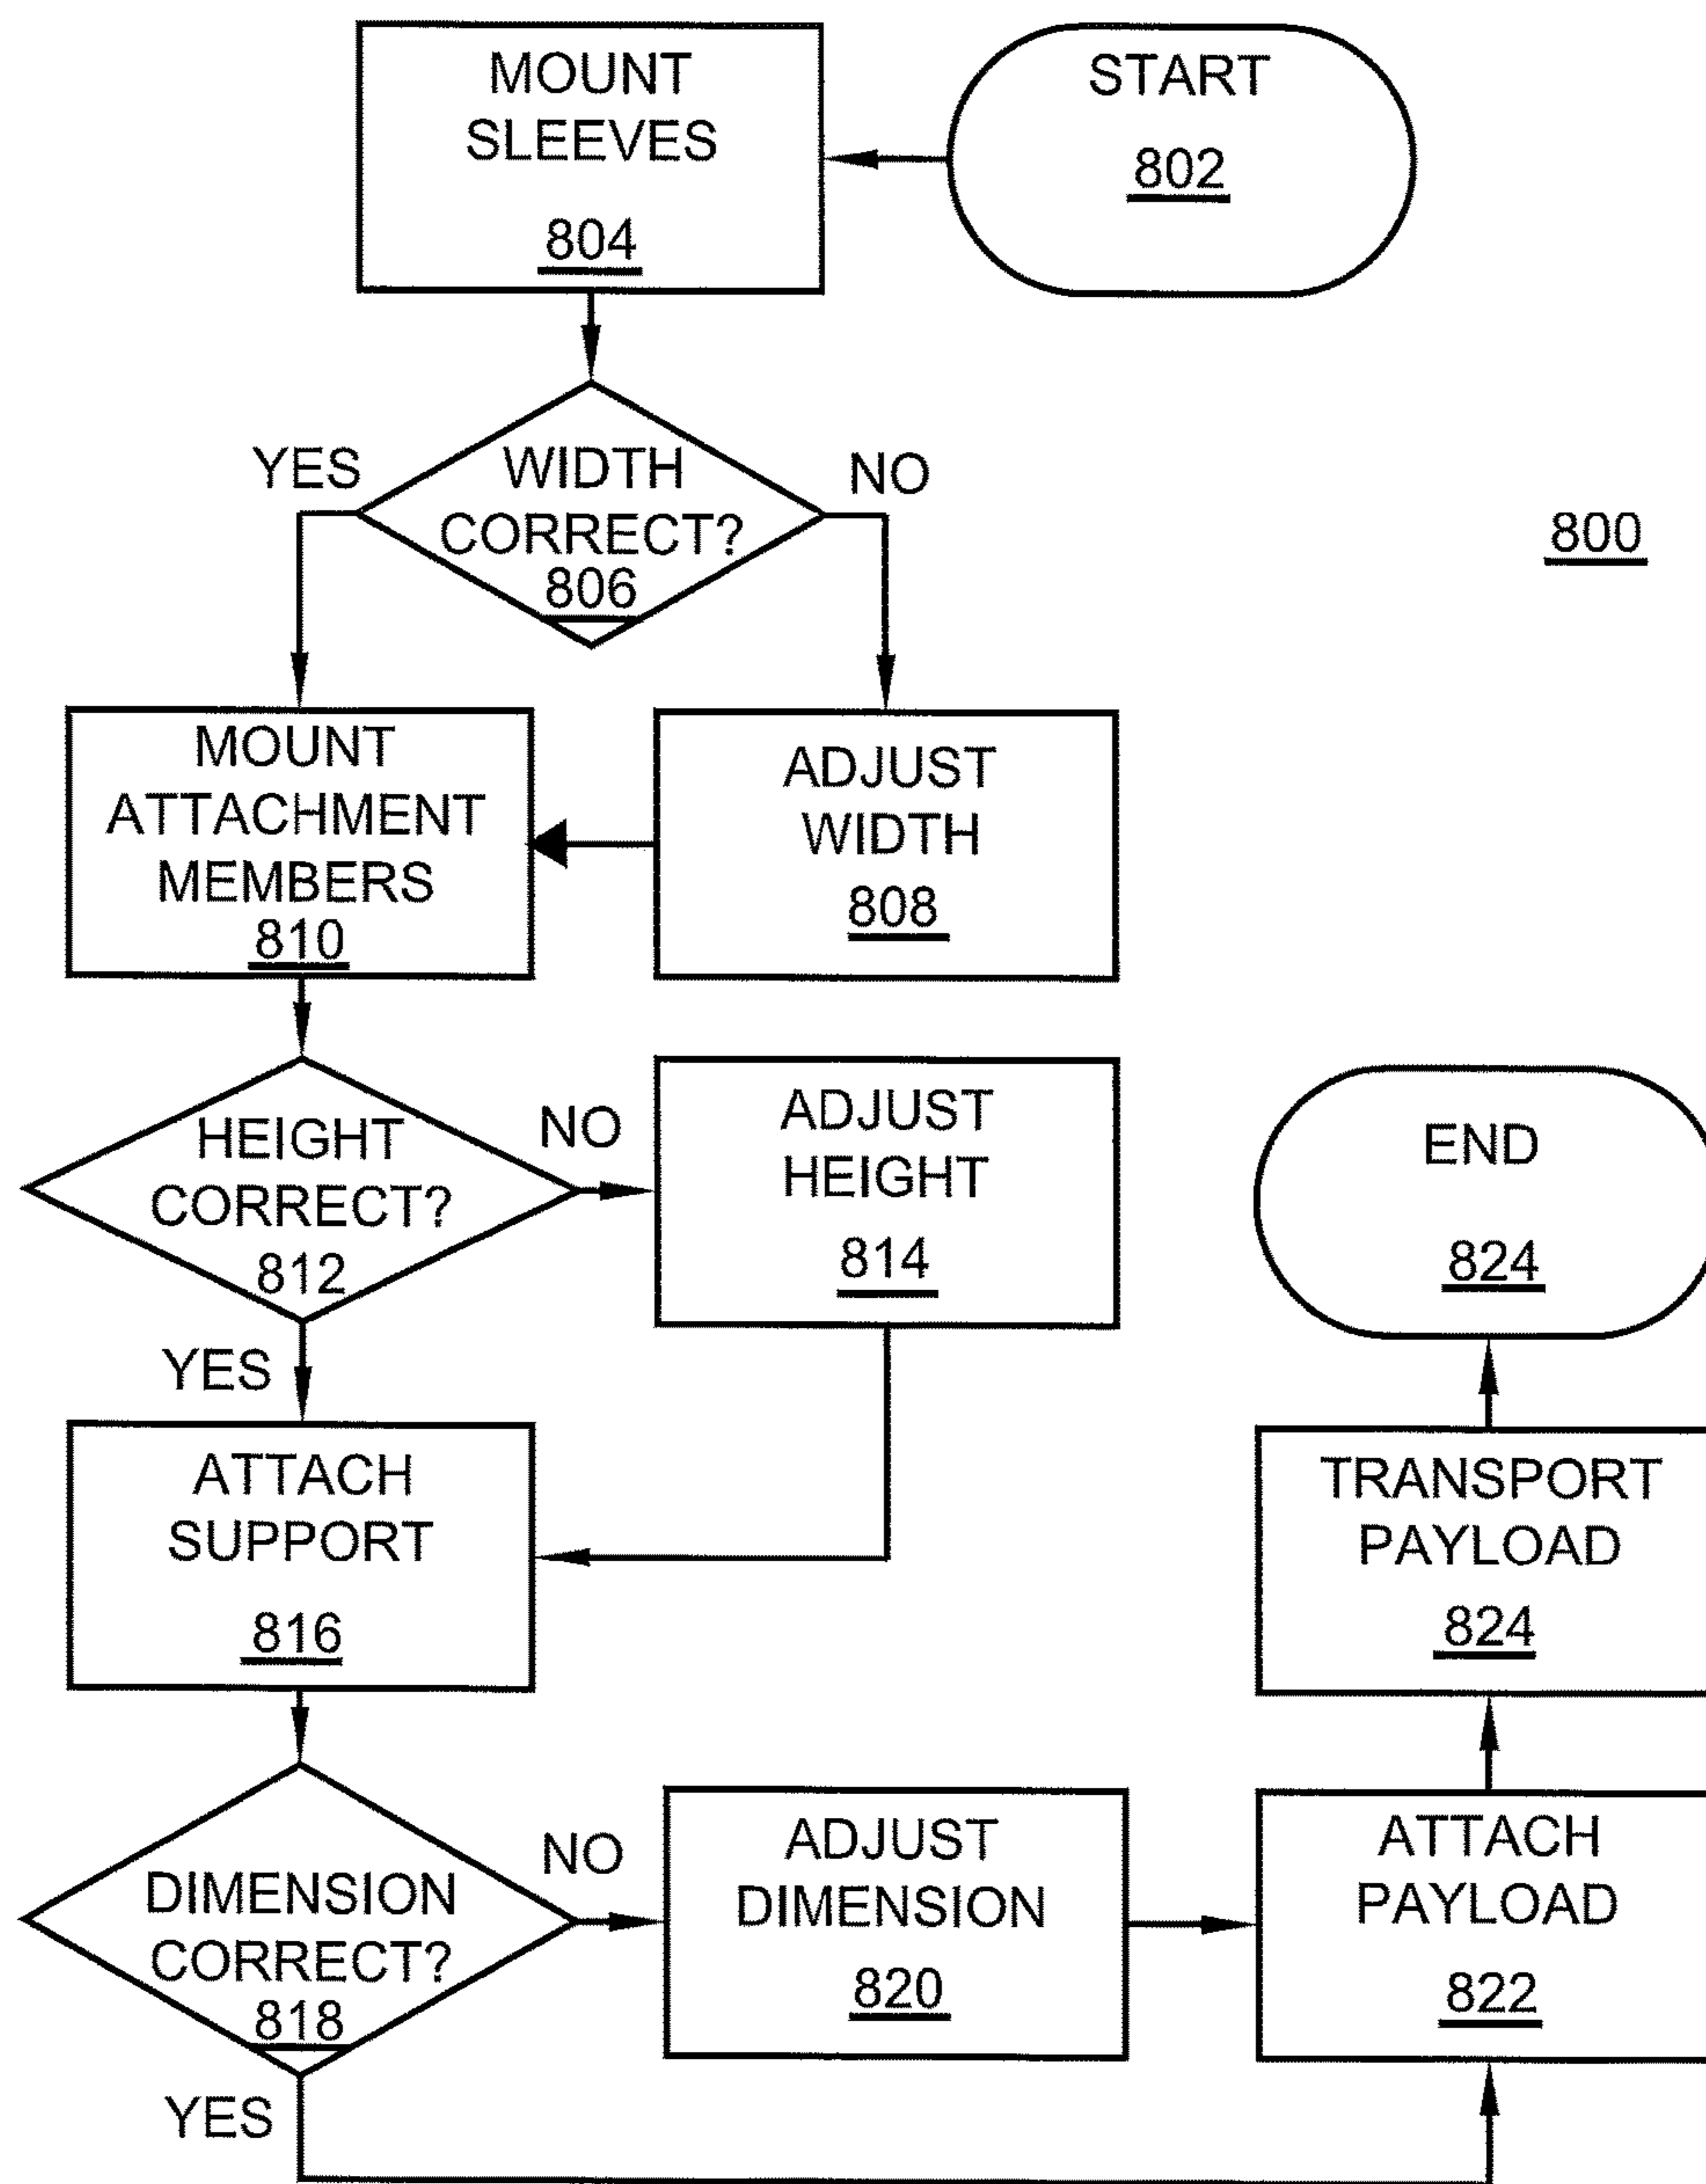 START
802
MOUNT
SLEEVES
804
WIDTH
CORRECT?
806
YES
NO
800
MOUNT
ATTACHMENT
MEMBERS
810
ADJUST
WIDTH
808
HEIGHT
CORRECT?
812
NO
YES
ADJUST
HEIGHT
814
ATTACH
SUPPORT
816
DIMENSION
CORRECT?
818
NO
YES
ADJUST
DIMENSION
820
ATTACH
PAYLOAD
822
TRANSPORT
PAYLOAD
824
END
824